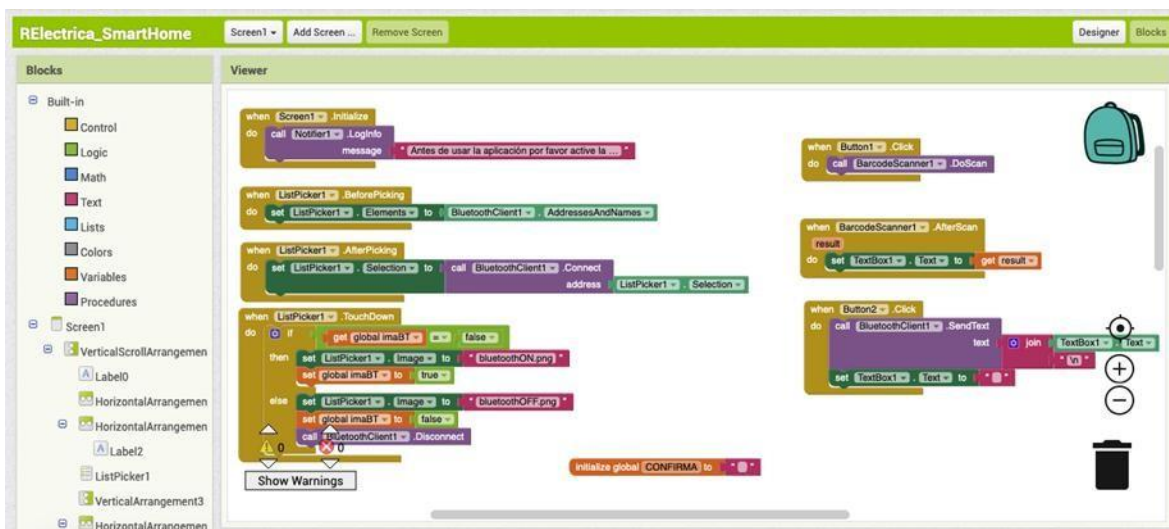 RElectrica_SmartHome
Screen1 Add Screen ... Remove Screen
Designer Blocks
Blocks
Viewer
Built-in
Control
Logic
Math
Text
Lists
Colors
Variables
Procedures
Screen1
VerticalScrollArrangemen
Label0
HorizontalArrangemen
HorizontalArrangemen
Label2
ListPicker1
VerticalArrangement3
HorizontalArrangemen
when Screen1 .Initialize
do call Notifier1 .LogInfo
message " Antes de usar la aplicación por favor active la ... "
when ListPicker1 .BeforePicking
do set ListPicker1 . Elements to BluetoothClient1 . AddressesAndNames
when ListPicker1 .AfterPicking
do set ListPicker1 . Selection to call BluetoothClient1 .Connect
address ListPicker1 . Selection
when ListPicker1 .TouchDown
do if get global imaBT = false
then set ListPicker1 . Image to " bluetoothON.png "
set global imaBT to true
else set ListPicker1 . Image to " bluetoothOFF.png "
set global imaBT to false
call BluetoothClient1 .Disconnect
0 0
Show Warnings
initialize global CONFIRMA to " "
when Button1 .Click
do call BarcodeScanner1 .DoScan
when BarcodeScanner1 .AfterScan
result
do set TextBox1 . Text to get result
when Button2 .Click
do call BluetoothClient1 .SendText
text join TextBox1 . Text
" \n "
set TextBox1 . Text to " "